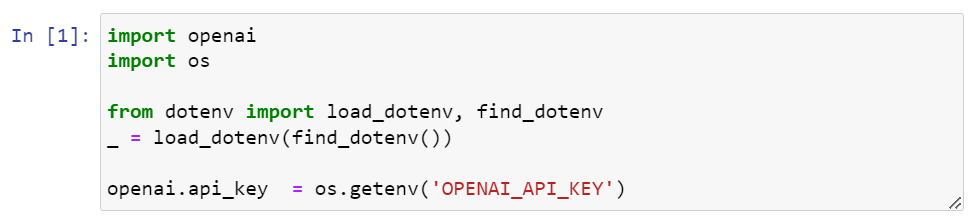 In [1]: import openai
import os
from dotenv import load_dotenv, find_dotenv
_ = load_dotenv(find_dotenv())
openai.api_key  = os.getenv('OPENAI_API_KEY')